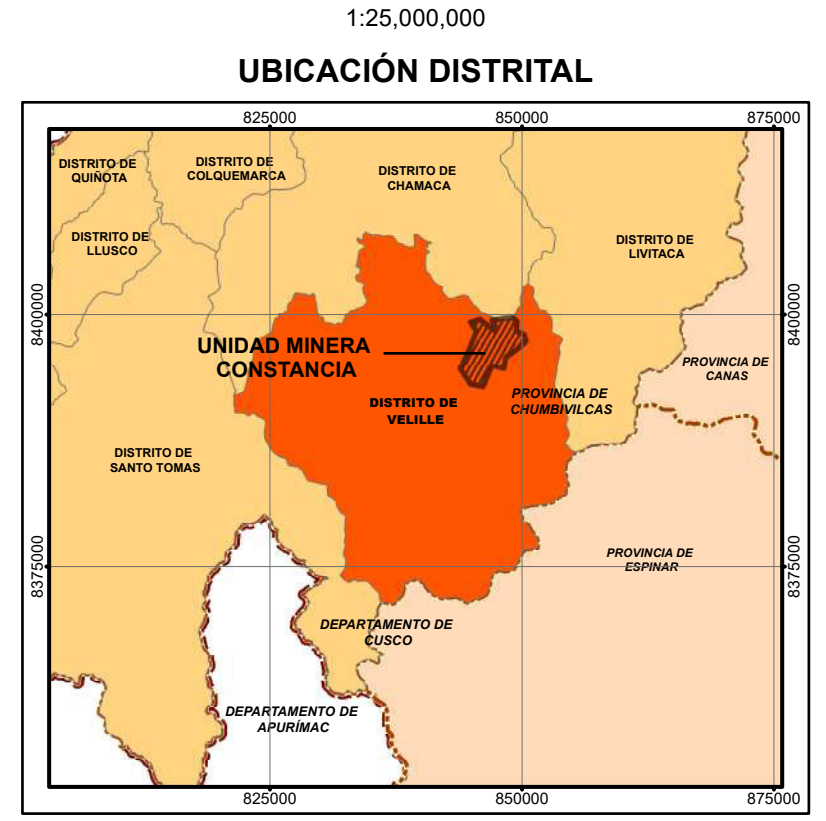 1:25,000,000
UBICACIÓN DISTRITAL
825000
850000
875000
DISTRITO DE
QUIÑOTA
DISTRITO DE
COLQUEMARCA
DISTRITO DE
CHAMACA
DISTRITO DE
LLUSCO
DISTRITO DE
LIVITACA
8400000
8400000
UNIDAD MINERA
CONSTANCIA
PROVINCIA DE
CANAS
PROVINCIA DE
CHUMBIVILCAS
DISTRITO DE
VELILLE
DISTRITO DE
SANTO TOMAS
8375000
PROVINCIA DE
ESPINAR
8375000
DEPARTAMENTO DE
CUSCO
DEPARTAMENTO DE
APURÍMAC
825000
850000
875000